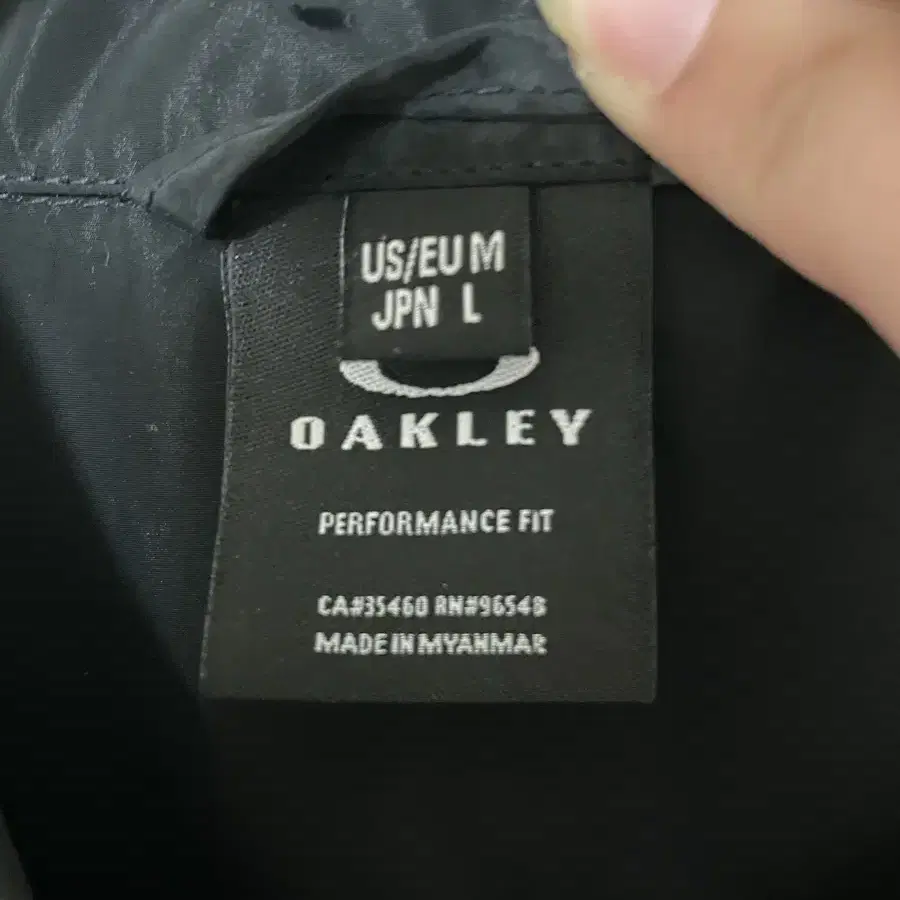 US/EU M
JPN L
OAKLEY
PERFORMANCE FIT
CA#35460 RN#96548
MADE IN MYANMAR